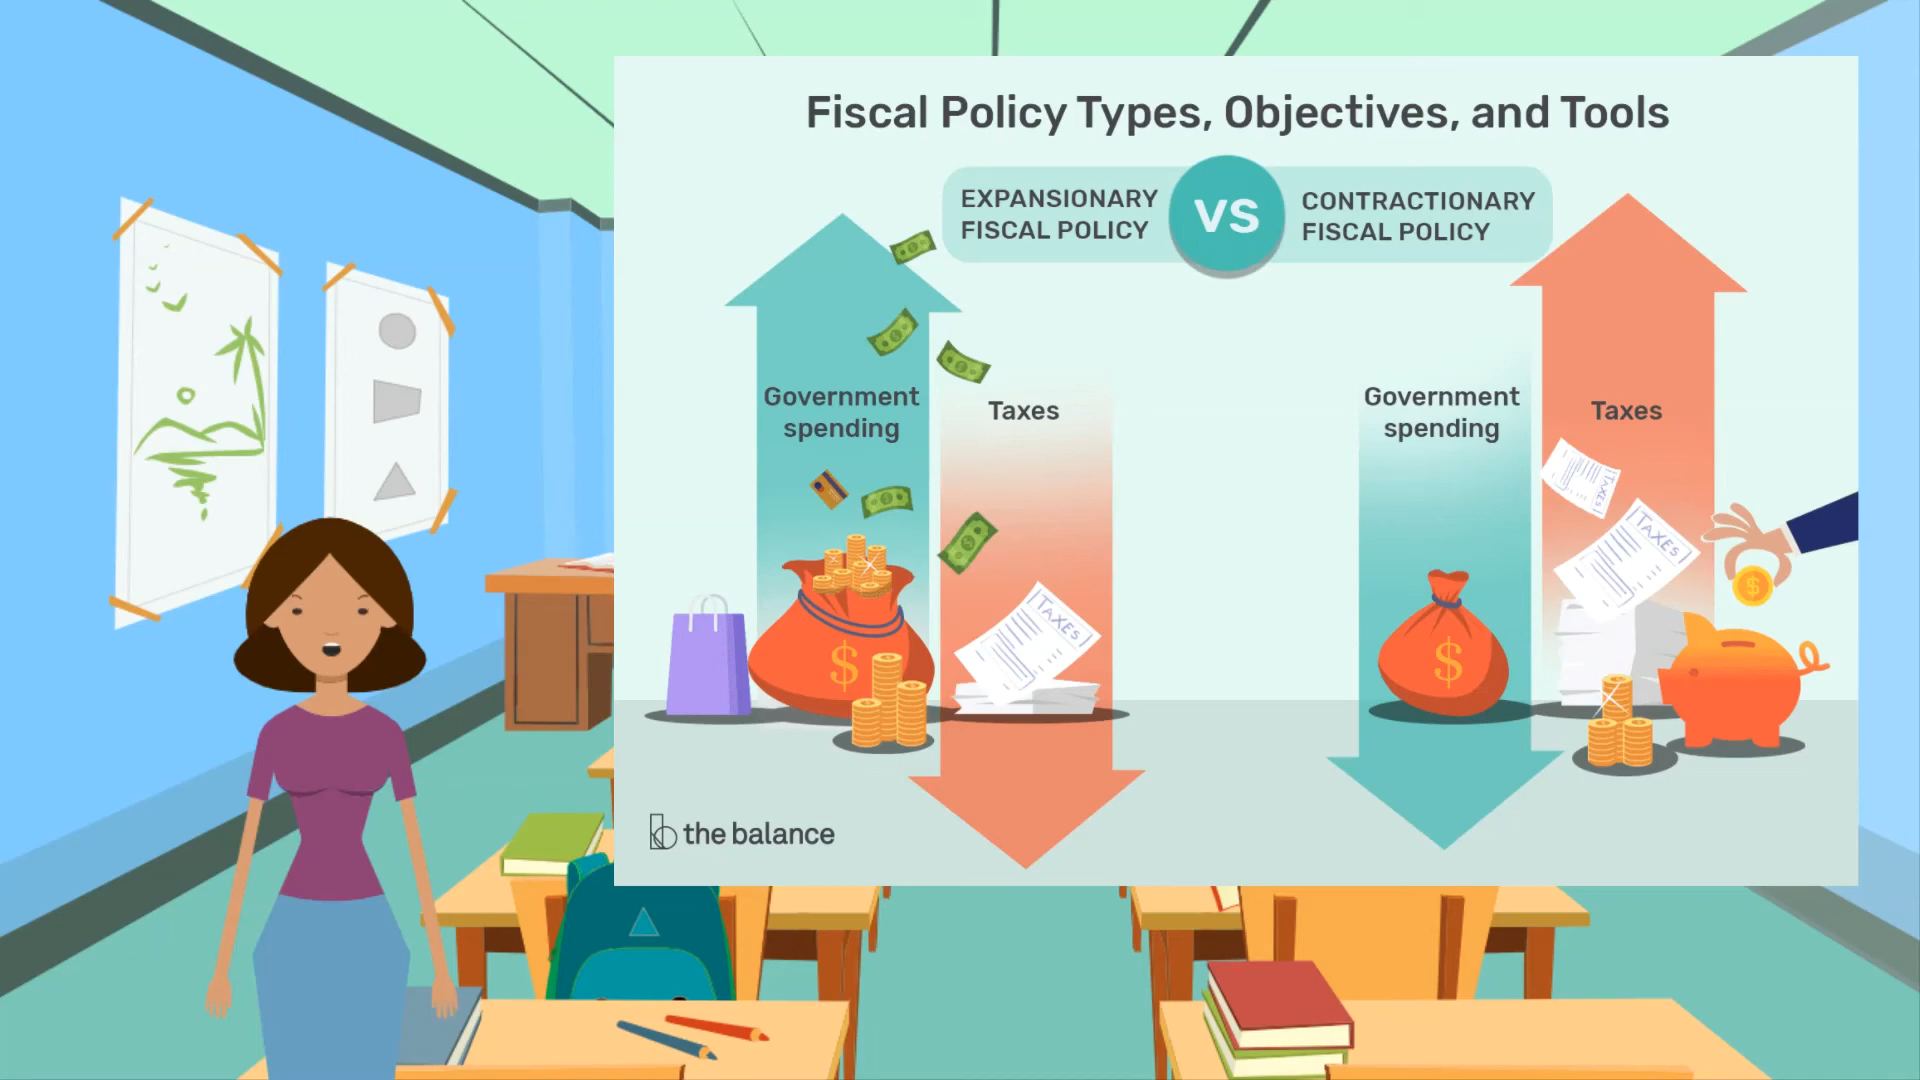 Fiscal Policy Types, Objectives, and Tools
EXPANSIONARY
FISCAL POLICY
VS
CONTRACTIONARY
FISCAL POLICY
Government
spending
Taxes
Government
spending
Taxes
TAXES
TAXES
TAXES
$
$
$
the balance